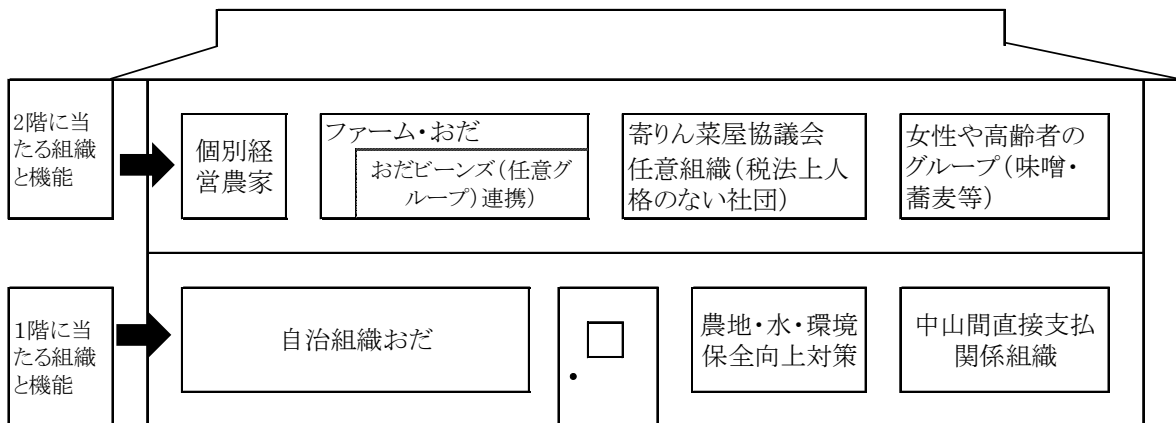 2階に当
たる組織
と機能
個別経
営農家
ファーム・おだ
おだビーンズ(任意グ
ループ)連携)
寄りん菜屋協議会
任意組織(税法上人
格のない社団)
女性や高齢者の
グループ(味噌・
蕎麦等)
1階に当
たる組織
と機能
自治組織おだ
農地・水・環境
保全向上対策
中山間直接支払
関係組織